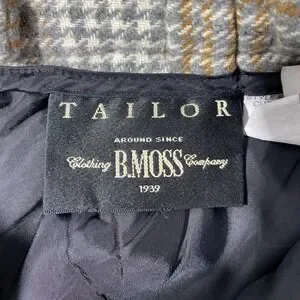 TAILOR
AROUND SINCE
Clothing B.MOSS Company
1939